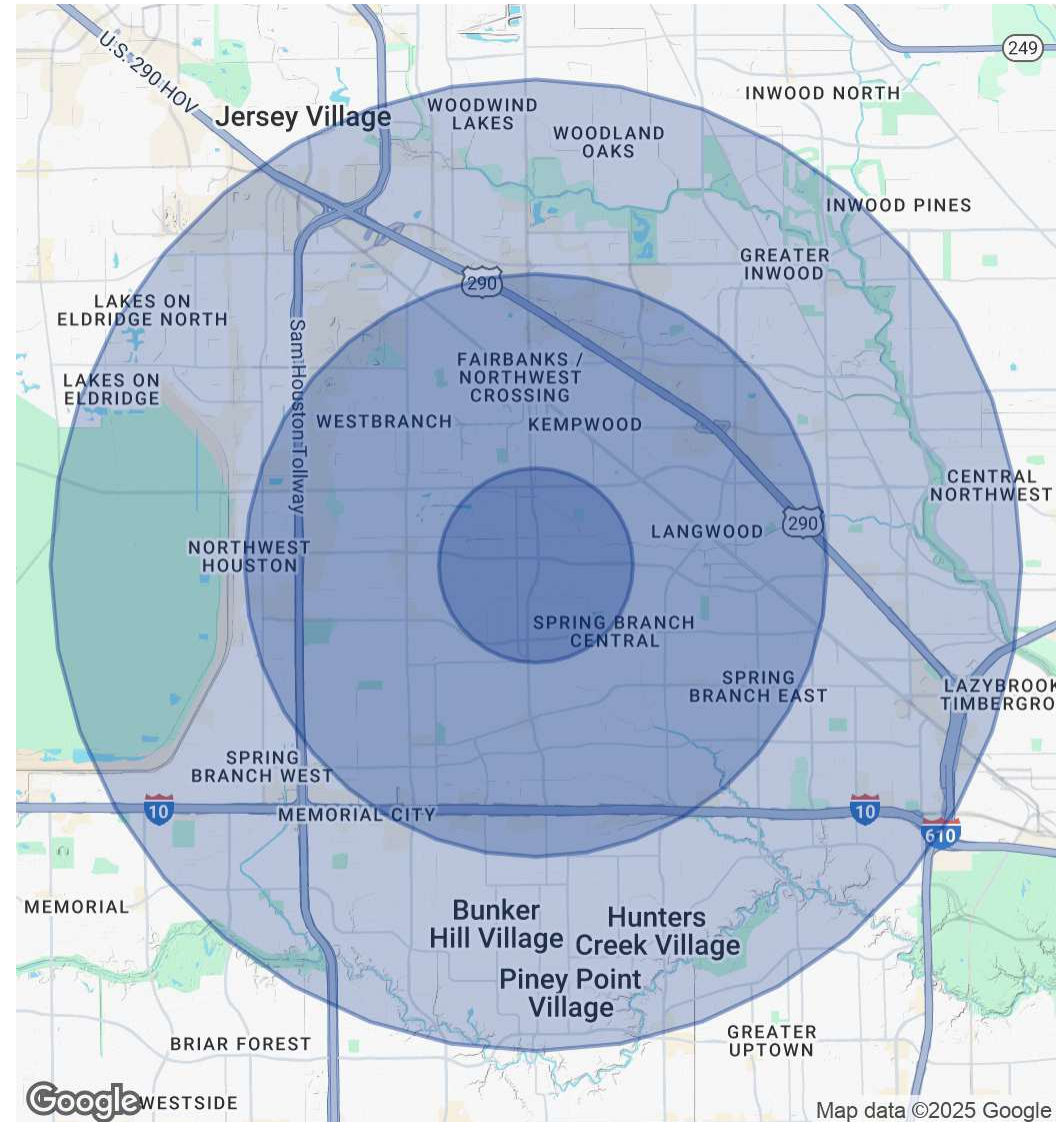 249
U.S. 290 HOV
INWOOD NORTH
Jersey Village
WOODWIND
LAKES
WOODLAND
OAKS
INWOOD PINES
GREATER
INWOOD
290
LAKES ON
ELDRIDGE NORTH
Sam Houston Tollway
FAIRBANKS /
NORTHWEST
CROSSING
LAKES ON
ELDRIDGE
WESTBRANCH
KEMPWOOD
CENTRAL
NORTHWEST
LANGWOOD
290
NORTHWEST
HOUSTON
SPRING BRANCH
CENTRAL
SPRING
BRANCH EAST
LAZYBROOK
TIMBERGRO
SPRING
BRANCH WEST
10
MEMORIAL CITY
10
610
MEMORIAL
Bunker
Hill Village
Hunters
Creek Village
Piney Point
Village
BRIAR FOREST
GREATER
UPTOWN
Google
WESTSIDE
Map data ©2025 Google